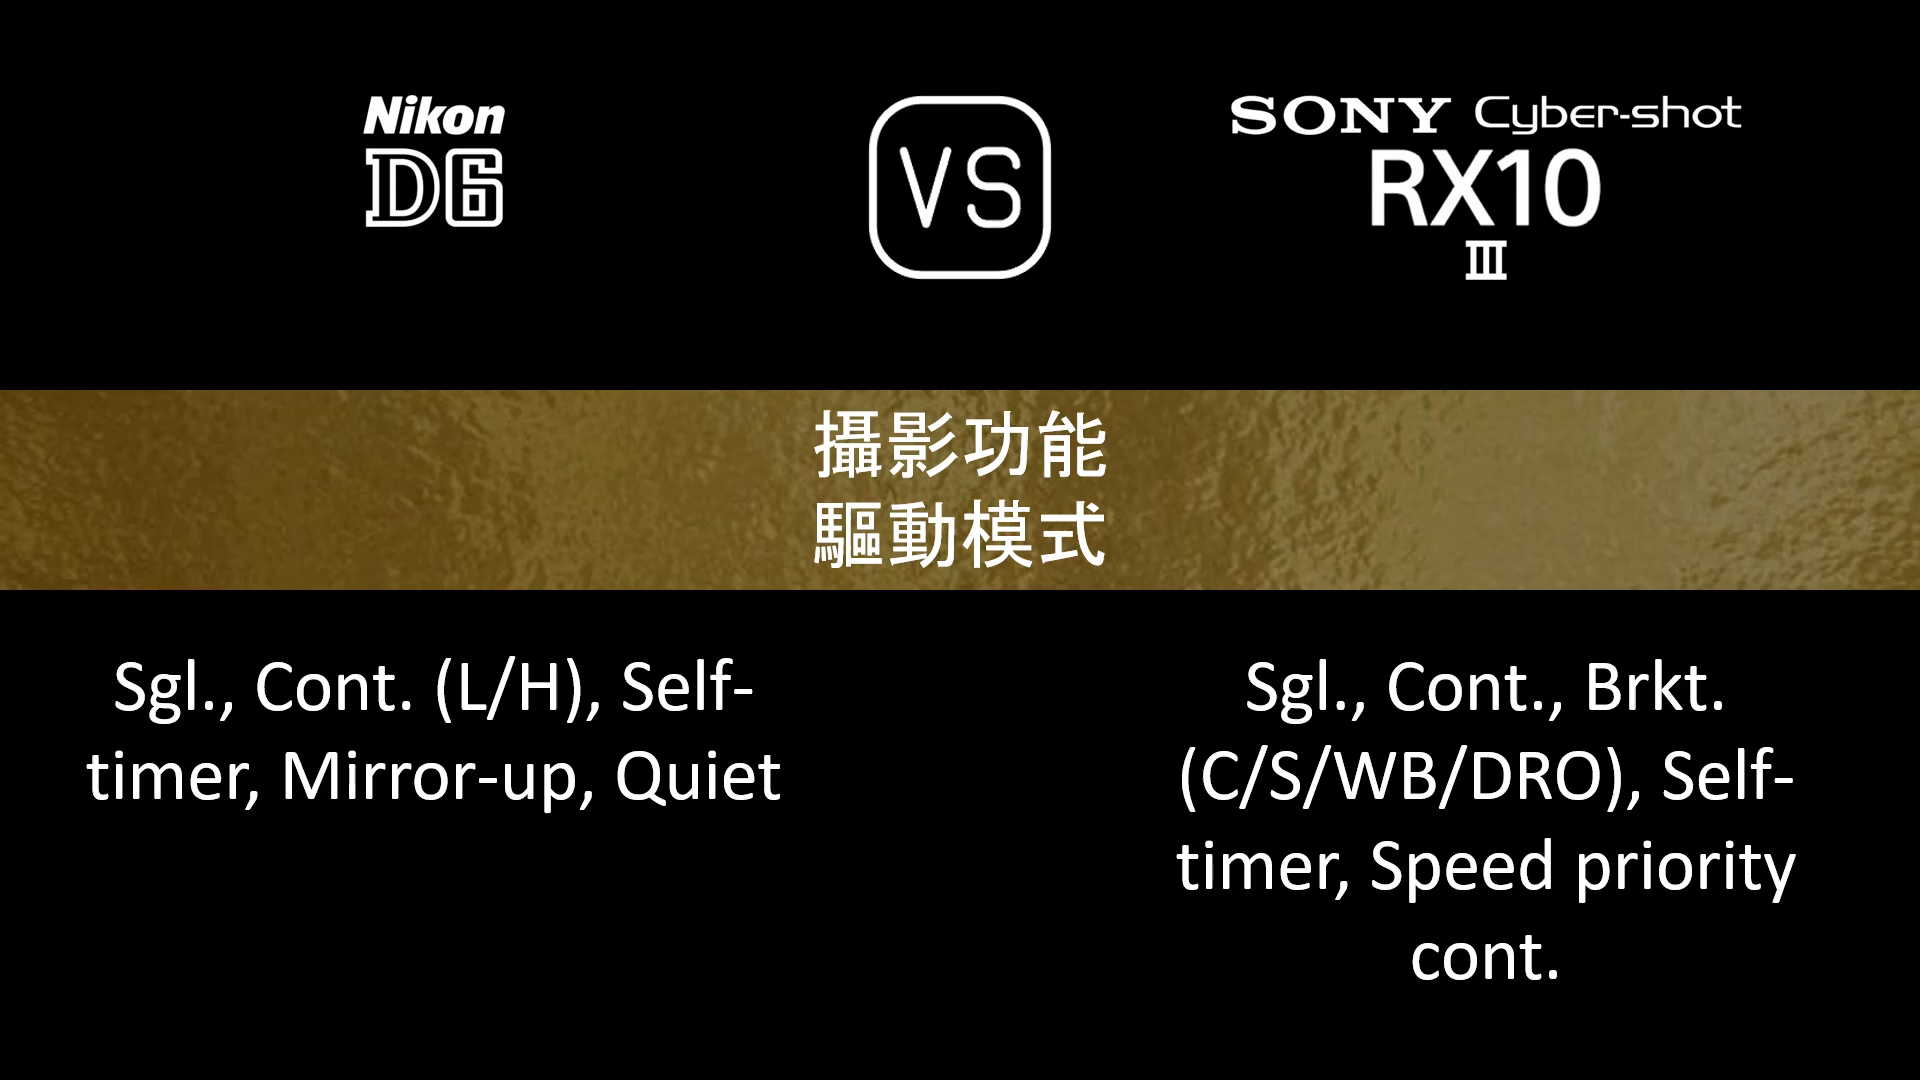 Nikon
D6
VS
SONY Cyber-shot
RX10
III
攝影功能
驅動模式
Sgl., Cont. (L/H), Self-
timer, Mirror-up, Quiet
Sgl., Cont., Brkt.
(C/S/WB/DRO), Self-
timer, Speed priority
cont.